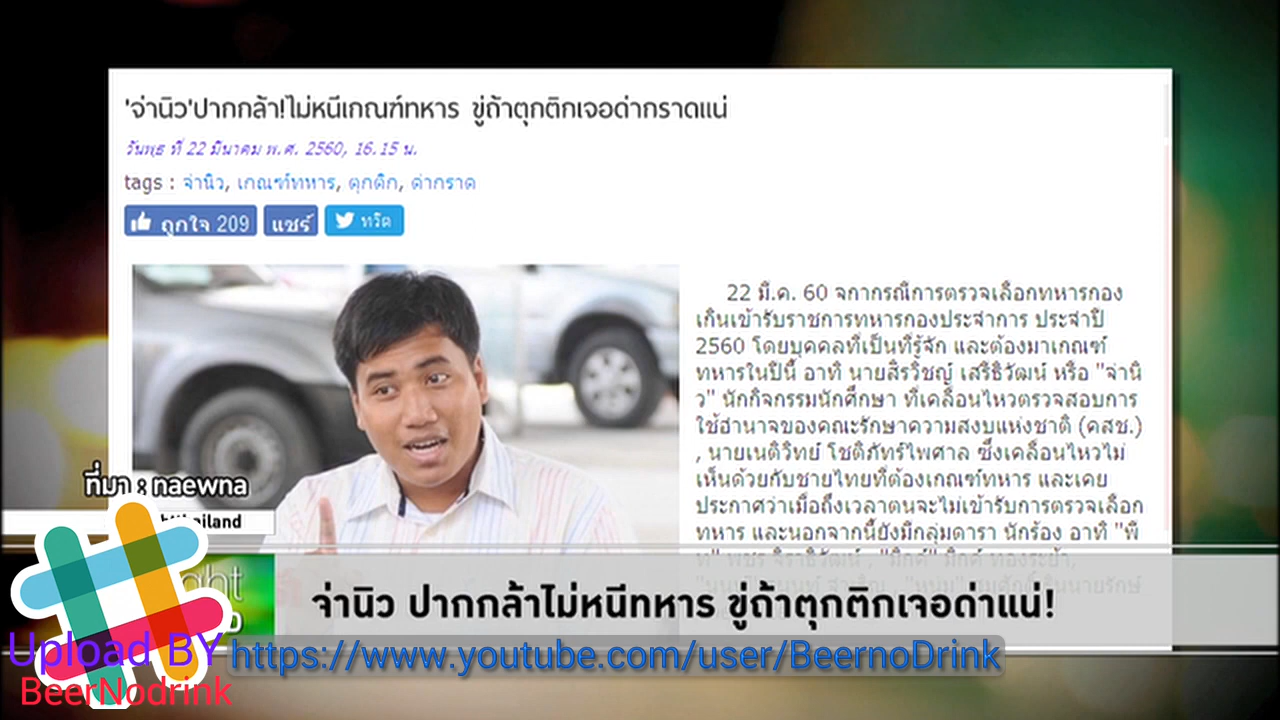 'จ่านิว'ปากกล้า!ไม่หนีเกณฑ์ทหาร ขู่ถ้าตุกติกเจอด่ากราดแน่
วันพุธ ที่ 22 มีนาคม พ.ศ. 2560, 16.15 น.
tags : จ่านิว, เกณฑ์ทหาร, ตุกติก, ด่ากราด
ถูกใจ 209 แชร์ ทวีต
22 มี.ค. 60 จากกรณีการตรวจเลือกทหารกอง
เกินเข้ารับราชการทหารกองประจำการ ประจำปี
2560 โดยบุคคลที่เป็นที่รู้จัก และต้องมาเกณฑ์
ทหารในปีนี้ อาทิ นายสิรวิชญ์ เสรีธิวัฒน์ หรือ "จ่านิ
ว" นักกิจกรรมนักศึกษา ที่เคลื่อนไหวตรวจสอบการ
ใช้อำนาจของคณะรักษาความสงบแห่งชาติ (คสช.)
, นายเนติวิทย์ โชติภัทร์ไพศาล ซึ่งเคลื่อนไหวไม่
เห็นด้วยกับชายไทยที่ต้องเกณฑ์ทหาร และเคย
ประกาศว่าเมื่อถึงเวลาตนจะไม่เข้ารับการตรวจเลือก
ทหาร และนอกจากนี้ยังมีกลุ่มดารา นักร้อง อาทิ "พี
ที่มา : naewna
จ่านิว ปากกล้าไม่หนีทหาร ขู่ถ้าตุกติกเจอด่าแน่!
Upload BY https://www.youtube.com/user/BeernoDrink
BeerNodrink